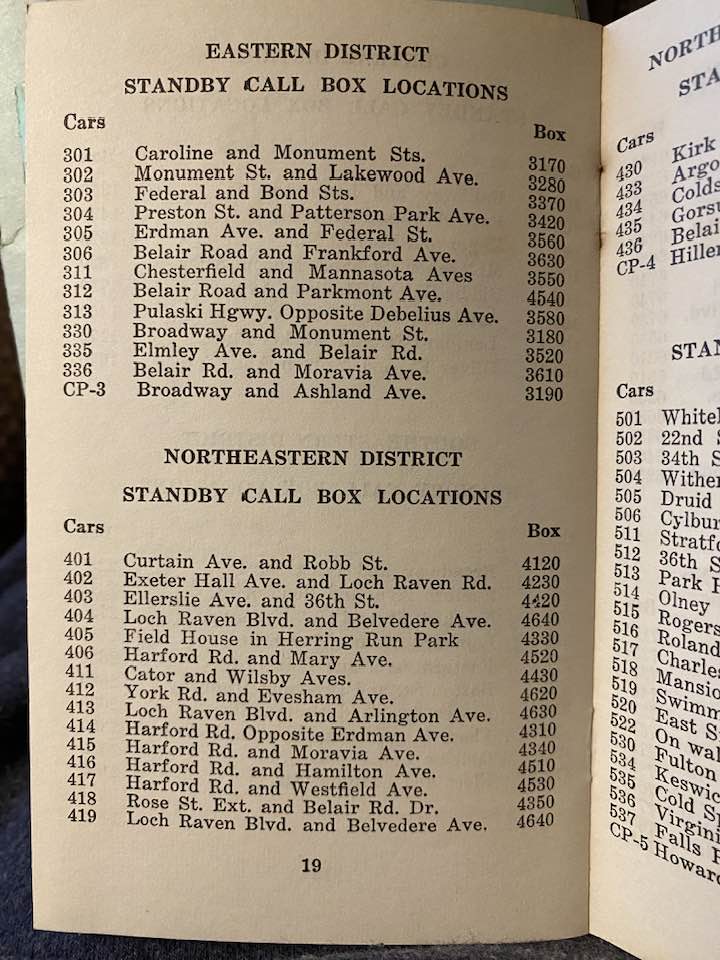 EASTERN DISTRICT
STANDBY CALL BOX LOCATIONS
Cars Box
301 Caroline and Monument Sts. 3170
302 Monument St. and Lakewood Ave. 3280
303 Federal and Bond Sts. 3370
304 Preston St. and Patterson Park Ave. 3420
305 Erdman Ave. and Federal St. 3560
306 Belair Road and Frankford Ave. 3630
311 Chesterfield and Mannasota Aves 3550
312 Belair Road and Parkmont Ave. 4540
313 Pulaski Hgwy. Opposite Debelius Ave. 3580
330 Broadway and Monument St. 3180
335 Elmley Ave. and Belair Rd. 3520
336 Belair Rd. and Moravia Ave. 3610
CP-3 Broadway and Ashland Ave. 3190
NORTHEASTERN DISTRICT
STANDBY CALL BOX LOCATIONS
Cars Box
401 Curtain Ave. and Robb St. 4120
402 Exeter Hall Ave. and Loch Raven Rd. 4230
403 Ellerslie Ave. and 36th St. 4420
404 Loch Raven Blvd. and Belvedere Ave. 4640
405 Field House in Herring Run Park 4330
406 Harford Rd. and Mary Ave. 4520
411 Cator and Wilsby Aves. 4430
412 York Rd. and Evesham Ave. 4620
413 Loch Raven Blvd. and Arlington Ave. 4630
414 Harford Rd. Opposite Erdman Ave. 4310
415 Harford Rd. and Moravia Ave. 4340
416 Harford Rd. and Hamilton Ave. 4510
417 Harford Rd. and Westfield Ave. 4530
418 Rose St. Ext. and Belair Rd. Dr. 4350
419 Loch Raven Blvd. and Belvedere Ave. 4640
19
NORTH
STA
Cars
430 Kirk
433 Argo
434 Colds
435 Gorsu
436 Belai
CP-4 Hiller
STAN
Cars
501 Whitel
502 22nd S
503 34th S
504 Wither
505 Druid
506 Cylbur
511 Stratfo
512 36th S
513 Park H
514 Olney
515 Rogers
516 Roland
517 Charles
518 Mansio
519 Swimm
520 East S
522 On wal
530 Fulton
534 Keswic
535 Cold Sp
536 Virgini
537 Falls
CP-5 Howard